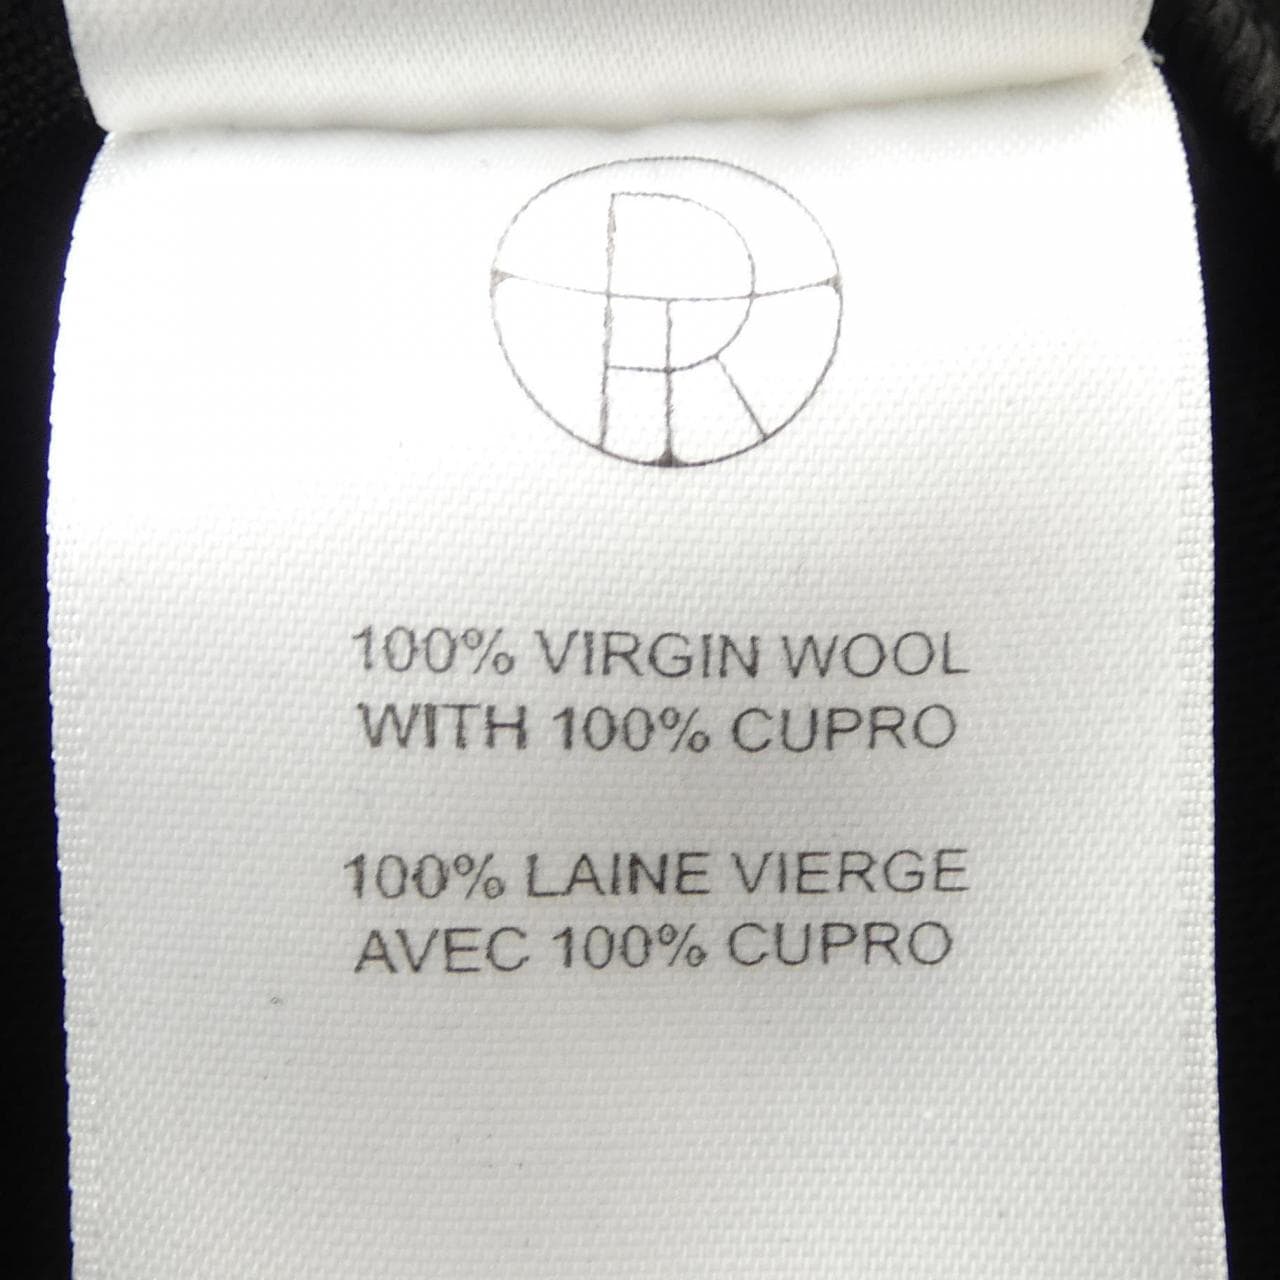 100% VIRGIN WOOL
WITH 100% CUPRO
100% LAINE VIERGE
AVEC 100% CUPRO